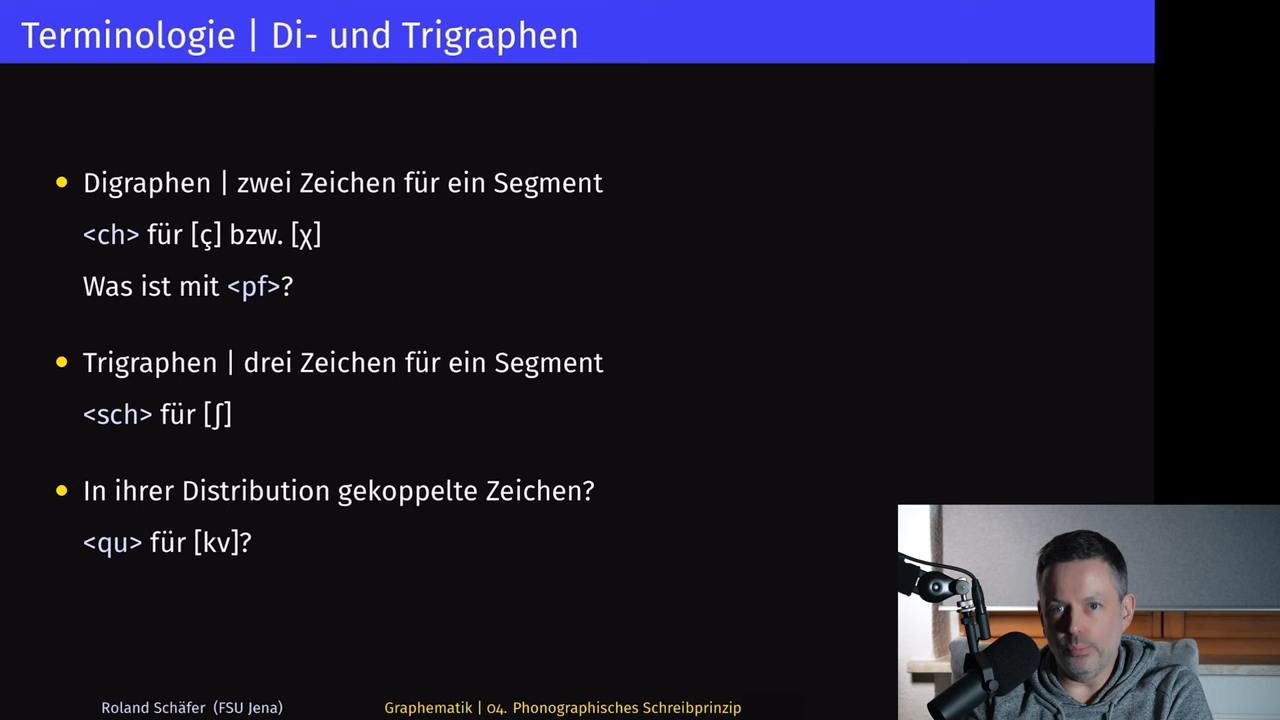 Terminologie | Di- und Trigraphen
• Digraphen | zwei Zeichen für ein Segment
<ch> für [ç] bzw. [χ]
Was ist mit <pf>?
• Trigraphen | drei Zeichen für ein Segment
<sch> für [ʃ]
• In ihrer Distribution gekoppelte Zeichen?
<qu> für [kv]?
Roland Schäfer (FSU Jena)
Graphematik | 04. Phonographisches Schreibprinzip